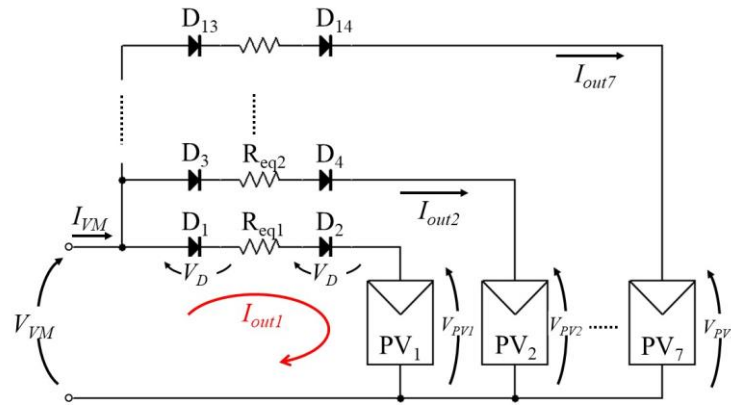 D13 D14
Iout7
D3 Req2 D4
Iout2
IVM
D1 Req1 D2
VD VD
Iout1
VVM
PV1 VPV1 PV2 VPV2 PV7 VPV